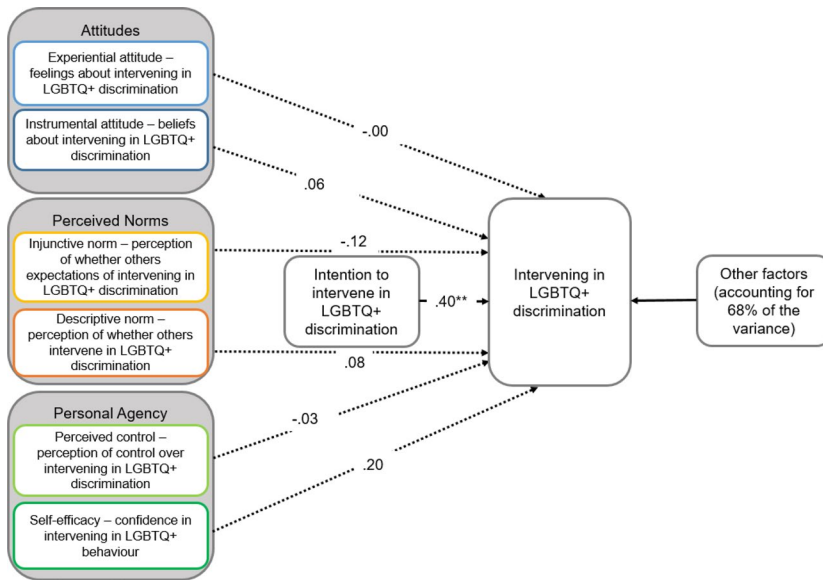 Attitudes
Experiential attitude –
feelings about intervening in
LGBTQ+ discrimination
Instrumental attitude – beliefs
about intervening in LGBTQ+
discrimination
Perceived Norms
Injunctive norm – perception
of whether others
expectations of intervening in
LGBTQ+ discrimination
Descriptive norm –
perception of whether others
intervene in LGBTQ+
discrimination
Personal Agency
Perceived control –
perception of control over
intervening in LGBTQ+
discrimination
Self-efficacy – confidence in
intervening in LGBTQ+
behaviour
-.00
.06
-.12
Intention to
intervene in
LGBTQ+
discrimination
.40**
.08
-.03
.20
Intervening in
LGBTQ+
discrimination
Other factors
(accounting for
68% of the
variance)